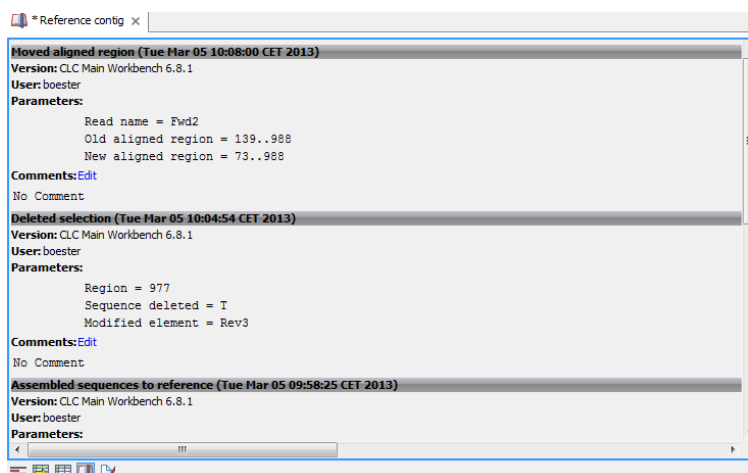 * Reference contig
Moved aligned region (Tue Mar 05 10:08:00 CET 2013)
Version: CLC Main Workbench 6.8.1
User: boester
Parameters:
Read name = Fwd2
Old aligned region = 139..988
New aligned region = 73..988
Comments:Edit
No Comment
Deleted selection (Tue Mar 05 10:04:54 CET 2013)
Version: CLC Main Workbench 6.8.1
User: boester
Parameters:
Region = 977
Sequence deleted = T
Modified element = Rev3
Comments:Edit
No Comment
Assembled sequences to reference (Tue Mar 05 09:58:25 CET 2013)
Version: CLC Main Workbench 6.8.1
User: boester
Parameters: